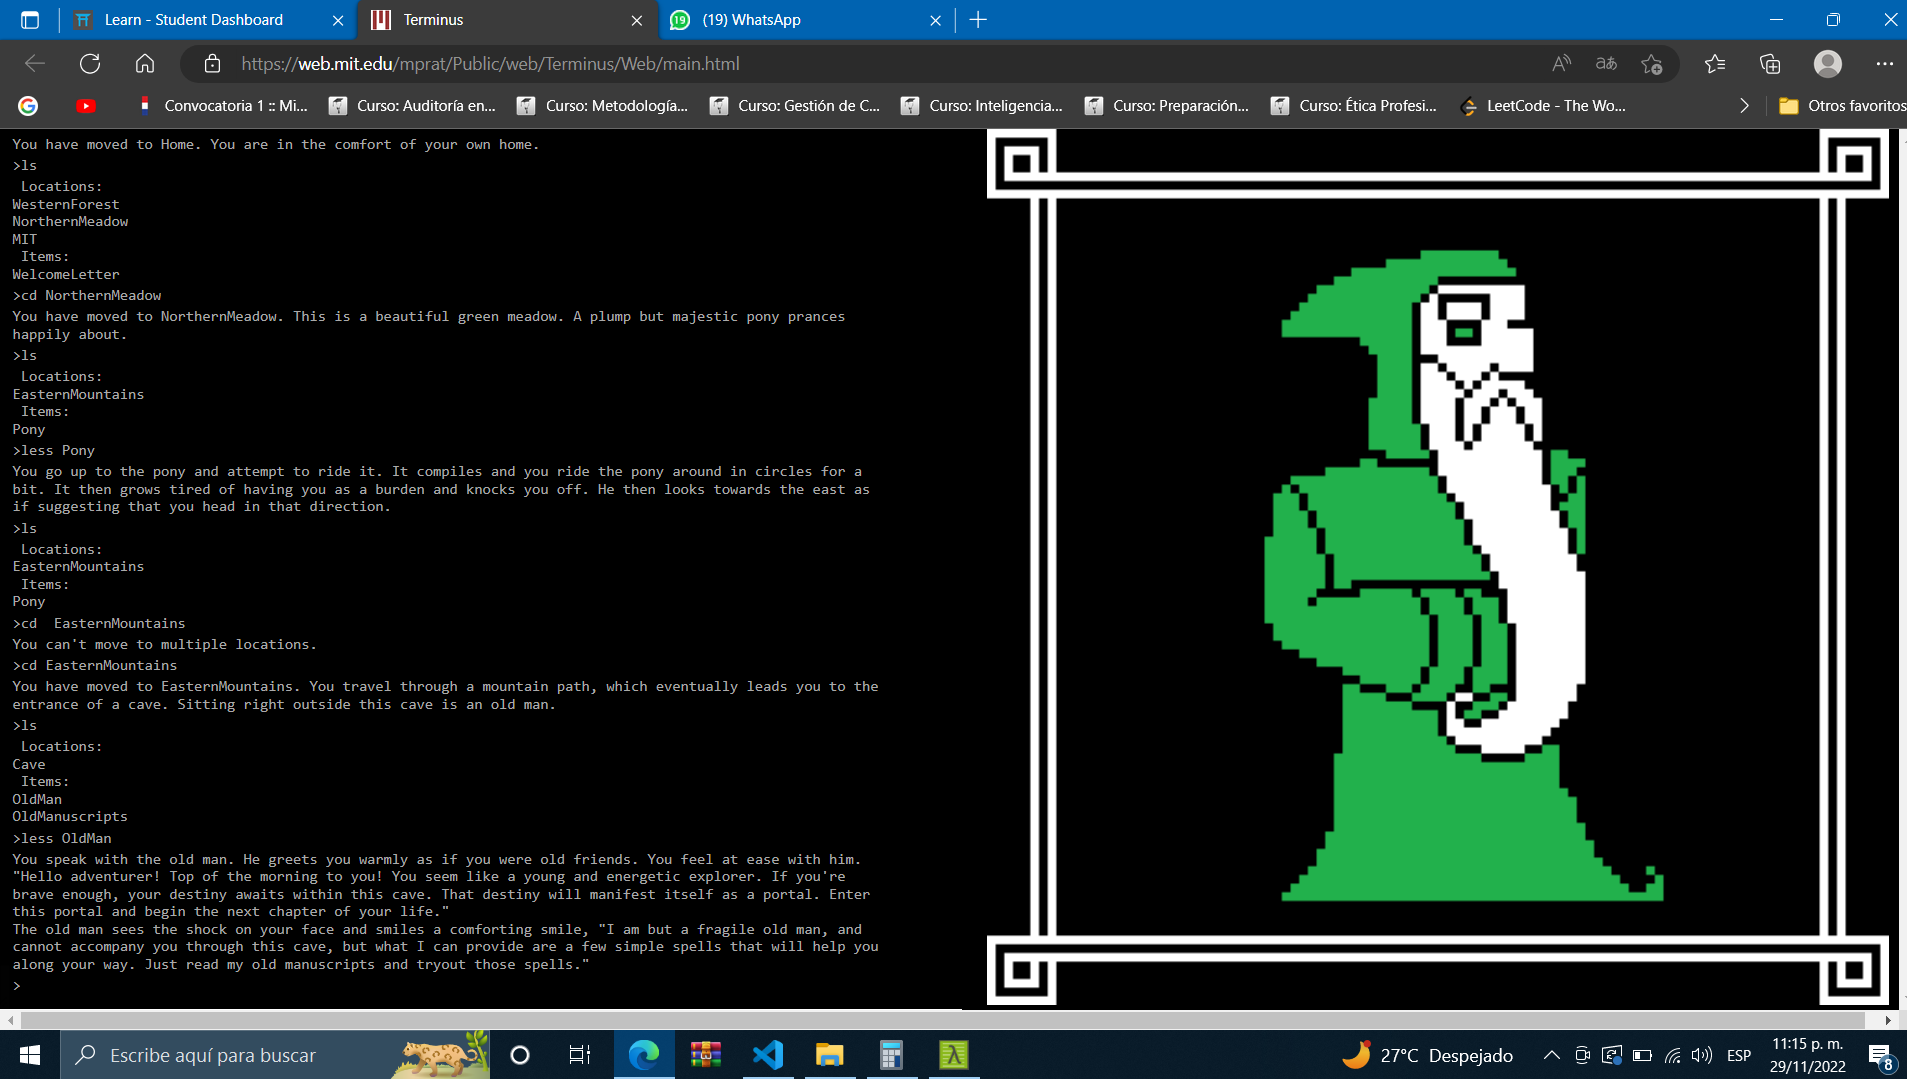 Learn - Student Dashboard
Terminus
19
(19) WhatsApp
https://web.mit.edu/mprat/Public/web/Terminus/Web/main.html
Convocatoria 1 :: Mi...
Curso: Auditoría en...
Curso: Metodología...
Curso: Gestión de C...
Curso: Inteligencia...
Curso: Preparación...
Curso: Ética Profesi...
LeetCode - The Wo...
Otros favoritos
You have moved to Home. You are in the comfort of your own home.
>ls
Locations:
WesternForest
NorthernMeadow
MIT
Items:
WelcomeLetter
>cd NorthernMeadow
You have moved to NorthernMeadow. This is a beautiful green meadow. A plump but majestic pony prances
happily about.
>ls
Locations:
EasternMountains
Items:
Pony
>less Pony
You go up to the pony and attempt to ride it. It compiles and you ride the pony around in circles for a
bit. It then grows tired of having you as a burden and knocks you off. He then looks towards the east as
if suggesting that you head in that direction.
>ls
Locations:
EasternMountains
Items:
Pony
>cd  EasternMountains
You can't move to multiple locations.
>cd EasternMountains
You have moved to EasternMountains. You travel through a mountain path, which eventually leads you to the
entrance of a cave. Sitting right outside this cave is an old man.
>ls
Locations:
Cave
Items:
OldMan
OldManuscripts
>less OldMan
You speak with the old man. He greets you warmly as if you were old friends. You feel at ease with him.
"Hello adventurer! Top of the morning to you! You seem like a young and energetic explorer. If you're
brave enough, your destiny awaits within this cave. That destiny will manifest itself as a portal. Enter
this portal and begin the next chapter of your life."
The old man sees the shock on your face and smiles a comforting smile, "I am but a fragile old man, and
cannot accompany you through this cave, but what I can provide are a few simple spells that will help you
along your way. Just read my old manuscripts and tryout those spells."
>
Escribe aquí para buscar
27°C Despejado
ESP
11:15 p. m.
29/11/2022
8